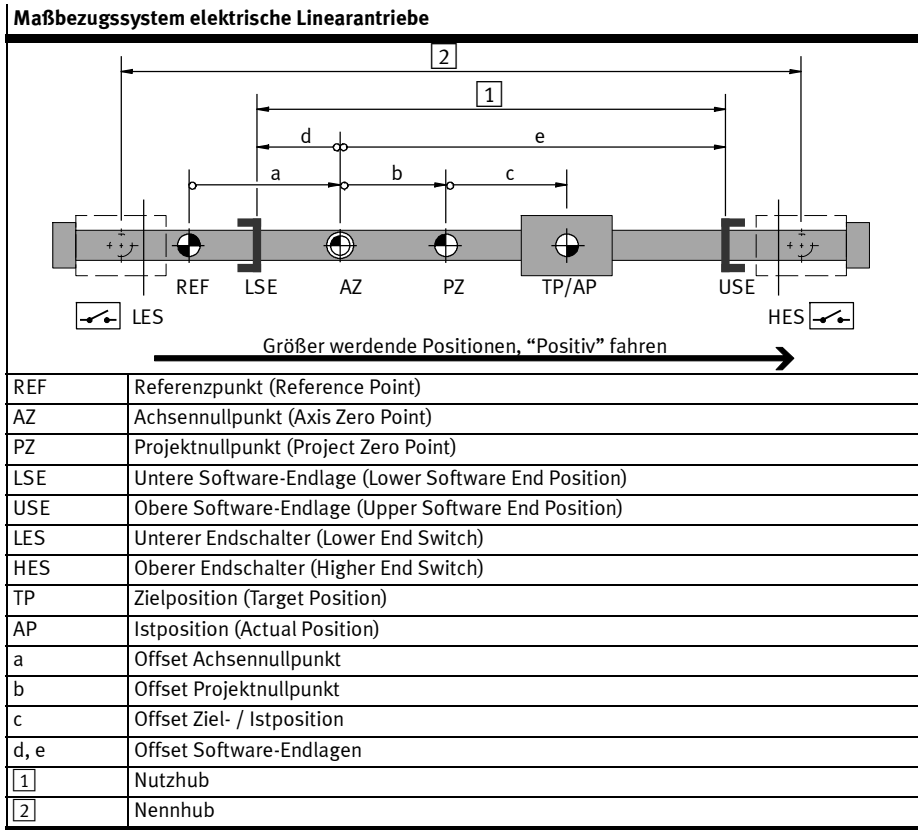 Maßbezugssystem elektrische Linearantriebe
2
1
d e
a b c
REF LSE AZ PZ TP/AP USE
LES HES
Größer werdende Positionen, “Positiv” fahren
REF Referenzpunkt (Reference Point)
AZ Achsennullpunkt (Axis Zero Point)
PZ Projektnullpunkt (Project Zero Point)
LSE Untere Software-Endlage (Lower Software End Position)
USE Obere Software-Endlage (Upper Software End Position)
LES Unterer Endschalter (Lower End Switch)
HES Oberer Endschalter (Higher End Switch)
TP Zielposition (Target Position)
AP Istposition (Actual Position)
a Offset Achsennullpunkt
b Offset Projektnullpunkt
c Offset Ziel- / Istposition
d, e Offset Software-Endlagen
1 Nutzhub
2 Nennhub